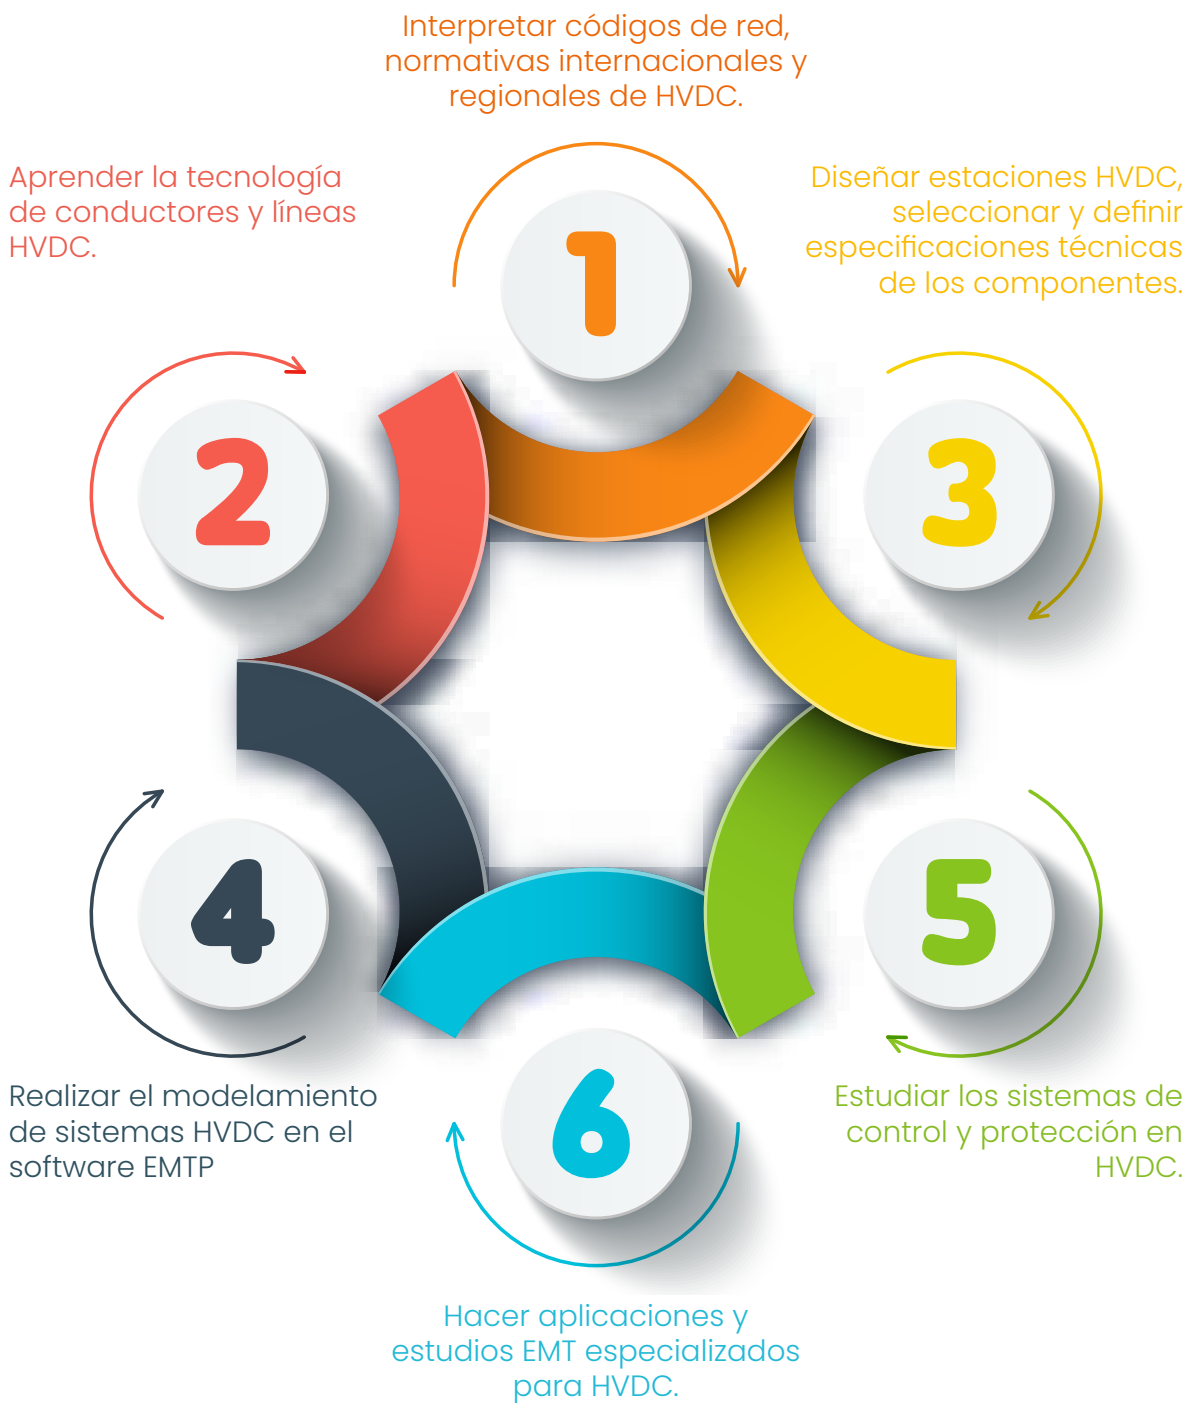 Interpretar códigos de red,
normativas internacionales y
regionales de HVDC.
1
Aprender la tecnología
de conductores y líneas
HVDC.
2
Diseñar estaciones HVDC,
seleccionar y definir
especificaciones técnicas
de los componentes.
3
4
Realizar el modelamiento
de sistemas HVDC en el
software EMTP
5
Estudiar los sistemas de
control y protección en
HVDC.
6
Hacer aplicaciones y
estudios EMT especializados
para HVDC.